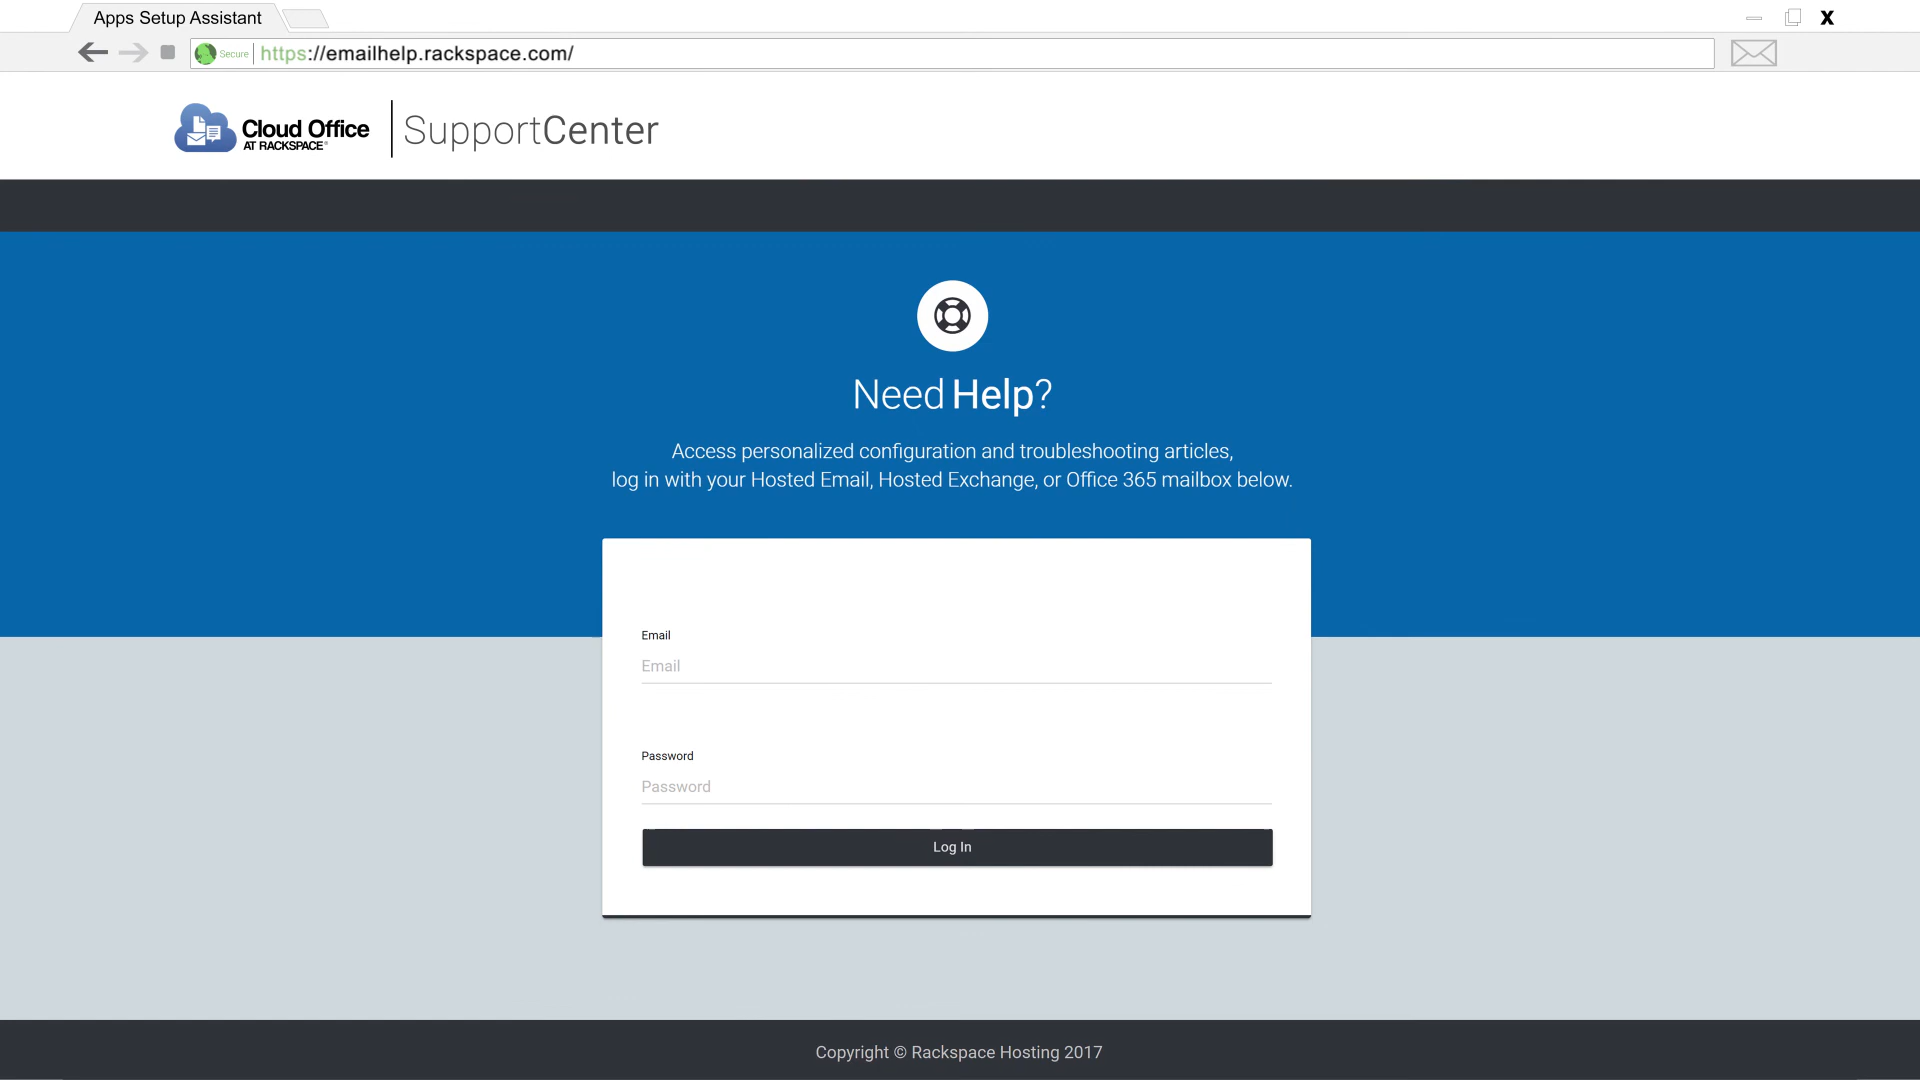 Apps Setup Assistant
X
Secure
https://emailhelp.rackspace.com/
Cloud Office
AT RACKSPACE®
SupportCenter
Need Help?
Access personalized configuration and troubleshooting articles,
log in with your Hosted Email, Hosted Exchange, or Office 365 mailbox below.
Email
Email
Password
Password
Log In
Copyright © Rackspace Hosting 2017